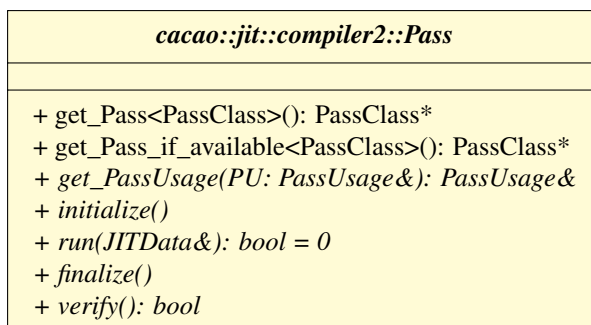 cacao::jit::compiler2::Pass
+ get_Pass<PassClass>(): PassClass*
+ get_Pass_if_available<PassClass>(): PassClass*
+ get_PassUsage(PU: PassUsage&): PassUsage&
+ initialize()
+ run(JITData&): bool = 0
+ finalize()
+ verify(): bool